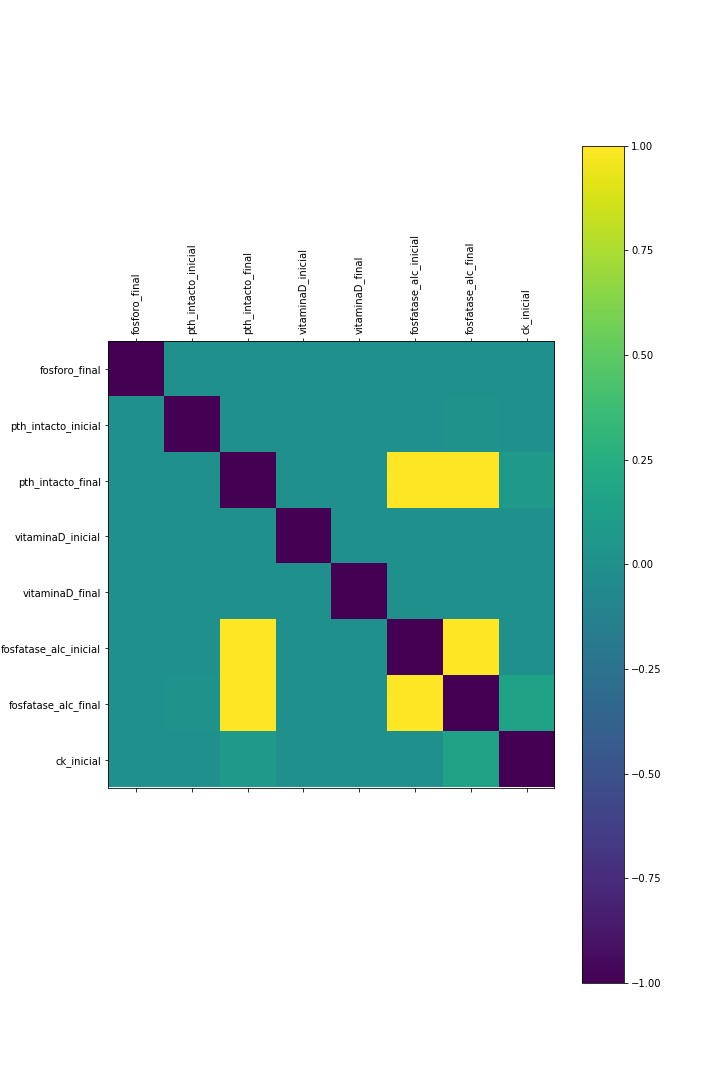 fosforo_final
pth_intacto_inicial
pth_intacto_final
vitaminaD_inicial
vitaminaD_final
fosfatase_alc_inicial
fosfatase_alc_final
ck_inicial
fosforo_final
pth_intacto_inicial
pth_intacto_final
vitaminaD_inicial
vitaminaD_final
fosfatase_alc_inicial
fosfatase_alc_final
ck_inicial
1.00
0.75
0.50
0.25
0.00
−0.25
−0.50
−0.75
−1.00